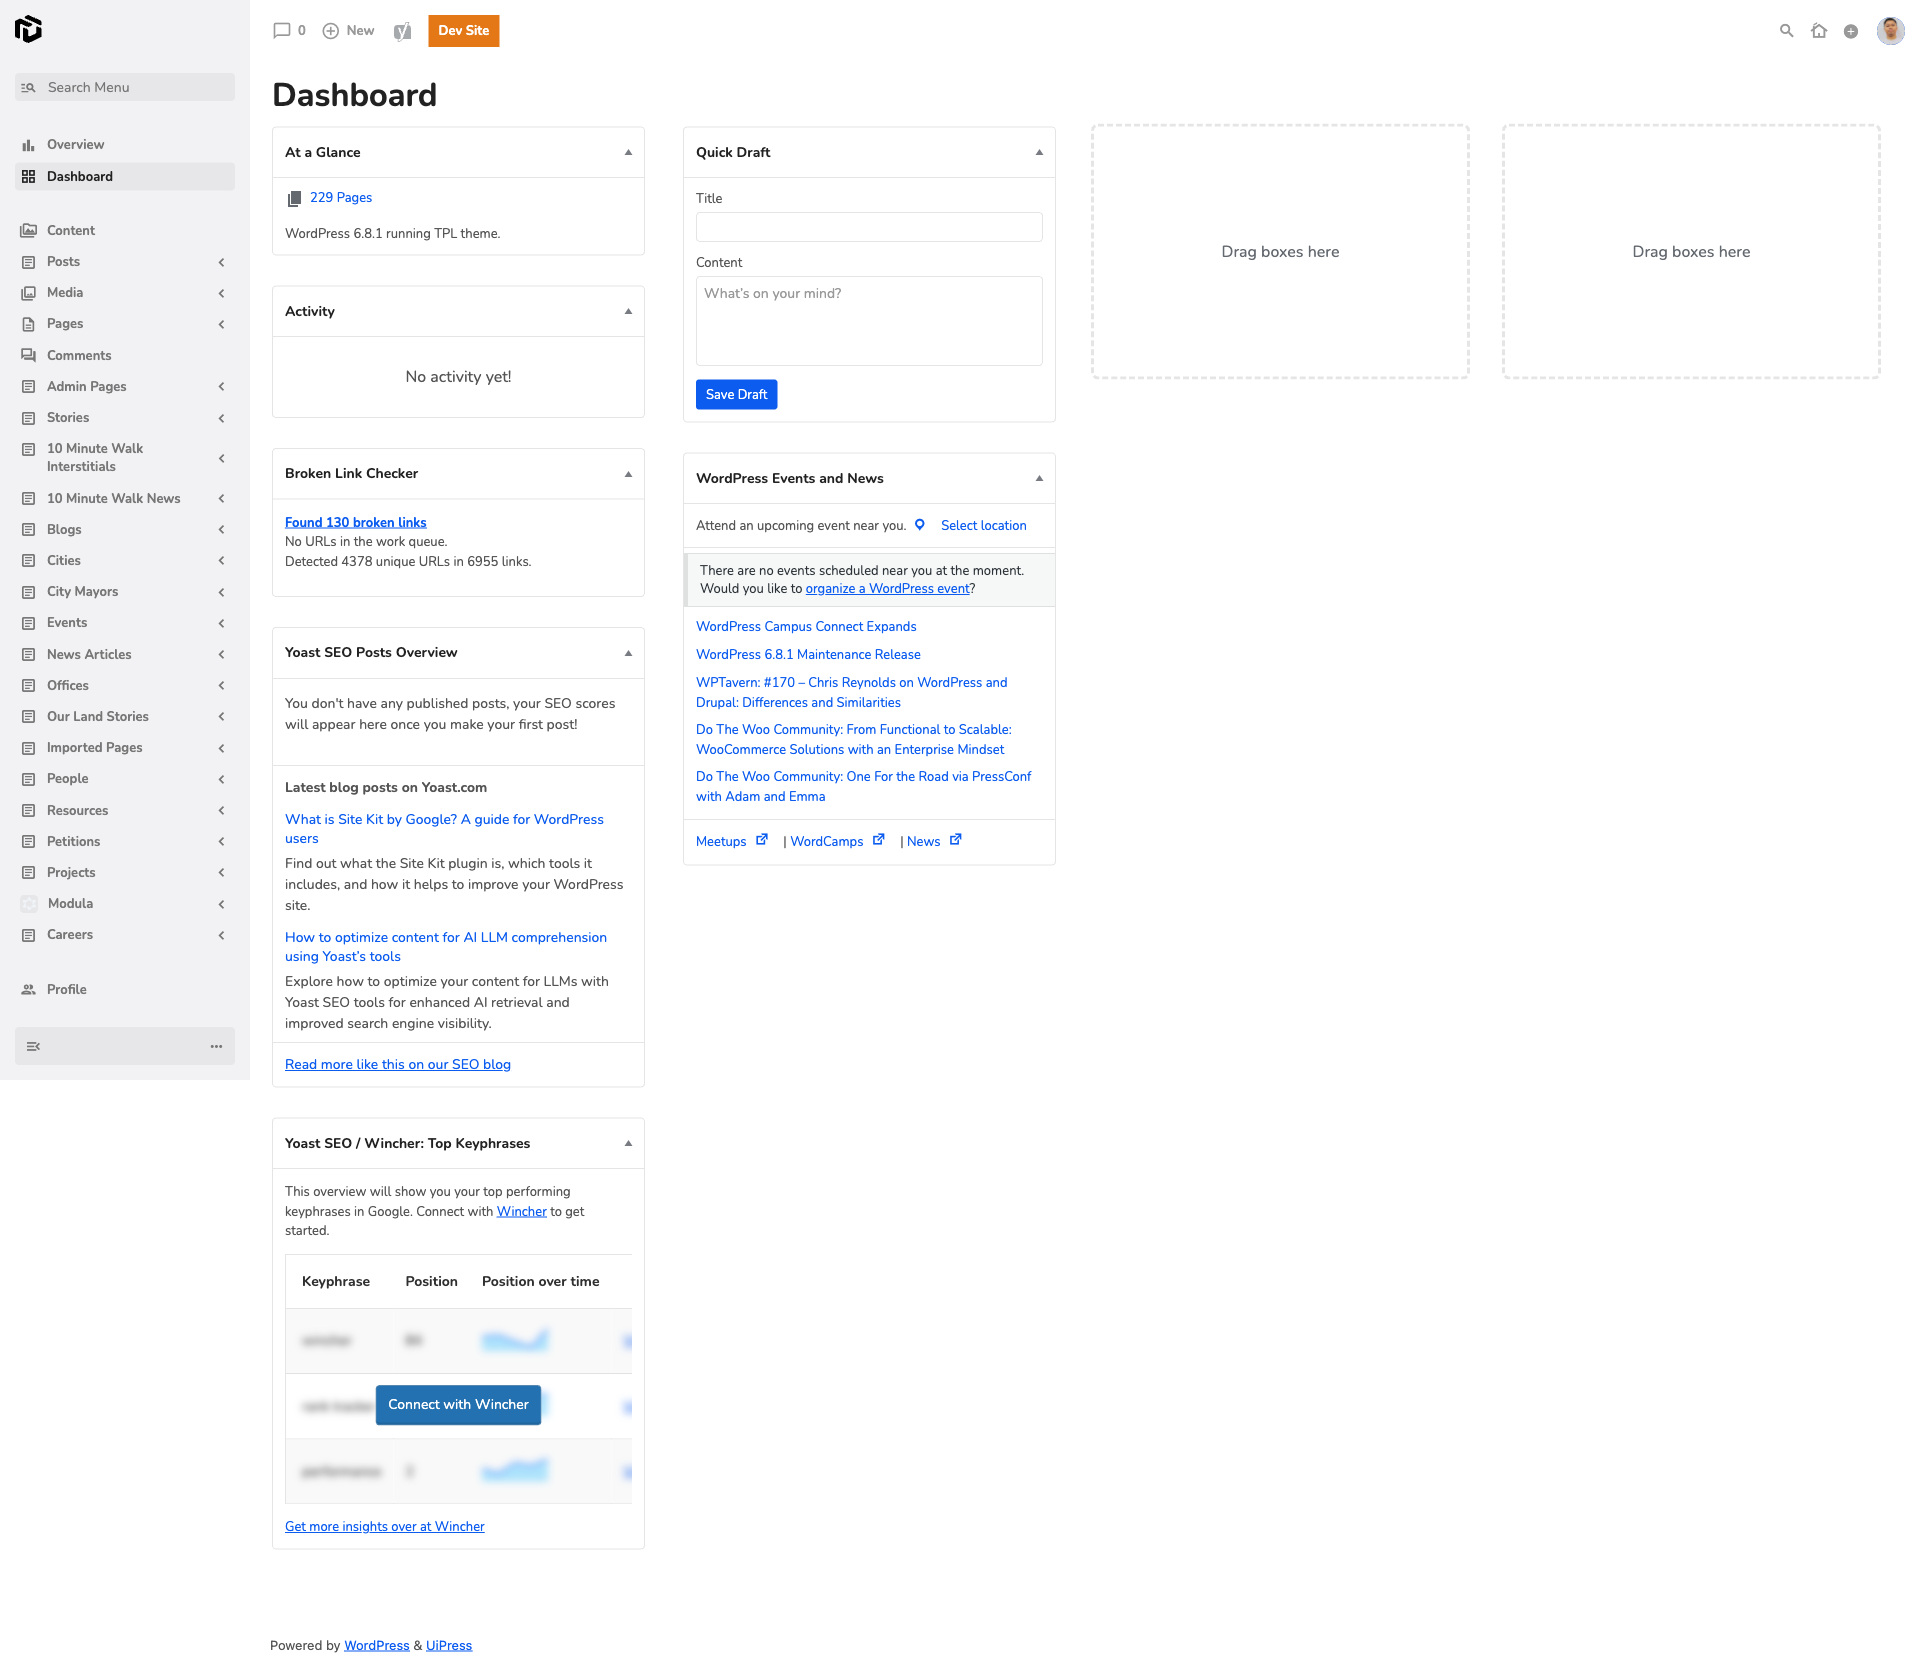 Search Menu
Overview
Dashboard
Content
Posts
Media
Pages
Comments
Admin Pages
Stories
10 Minute Walk
Interstitials
10 Minute Walk News
Blogs
Cities
City Mayors
Events
News Articles
Offices
Our Land Stories
Imported Pages
People
Resources
Petitions
Projects
Modula
Careers
Profile
0 New Dev Site
Dashboard
At a Glance
229 Pages
WordPress 6.8.1 running TPL theme.
Activity
No activity yet!
Broken Link Checker
Found 130 broken links
No URLs in the work queue.
Detected 4378 unique URLs in 6955 links.
Yoast SEO Posts Overview
You don't have any published posts, your SEO scores
will appear here once you make your first post!
Latest blog posts on Yoast.com
What is Site Kit by Google? A guide for WordPress
users
Find out what the Site Kit plugin is, which tools it
includes, and how it helps to improve your WordPress
site.
How to optimize content for AI LLM comprehension
using Yoast's tools
Explore how to optimize your content for LLMs with
Yoast SEO tools for enhanced AI retrieval and
improved search engine visibility.
Read more like this on our SEO blog
Yoast SEO / Wincher: Top Keyphrases
This overview will show you your top performing
keyphrases in Google. Connect with Wincher to get
started.
Keyphrase Position Position over time
Connect with Wincher
Get more insights over at Wincher
Quick Draft
Title
Content
What's on your mind?
Save Draft
WordPress Events and News
Attend an upcoming event near you. Select location
There are no events scheduled near you at the moment.
Would you like to organize a WordPress event?
WordPress Campus Connect Expands
WordPress 6.8.1 Maintenance Release
WPTavern: #170 – Chris Reynolds on WordPress and
Drupal: Differences and Similarities
Do The Woo Community: From Functional to Scalable:
WooCommerce Solutions with an Enterprise Mindset
Do The Woo Community: One For the Road via PressConf
with Adam and Emma
Meetups | WordCamps | News
Drag boxes here
Drag boxes here
Powered by WordPress & UiPress